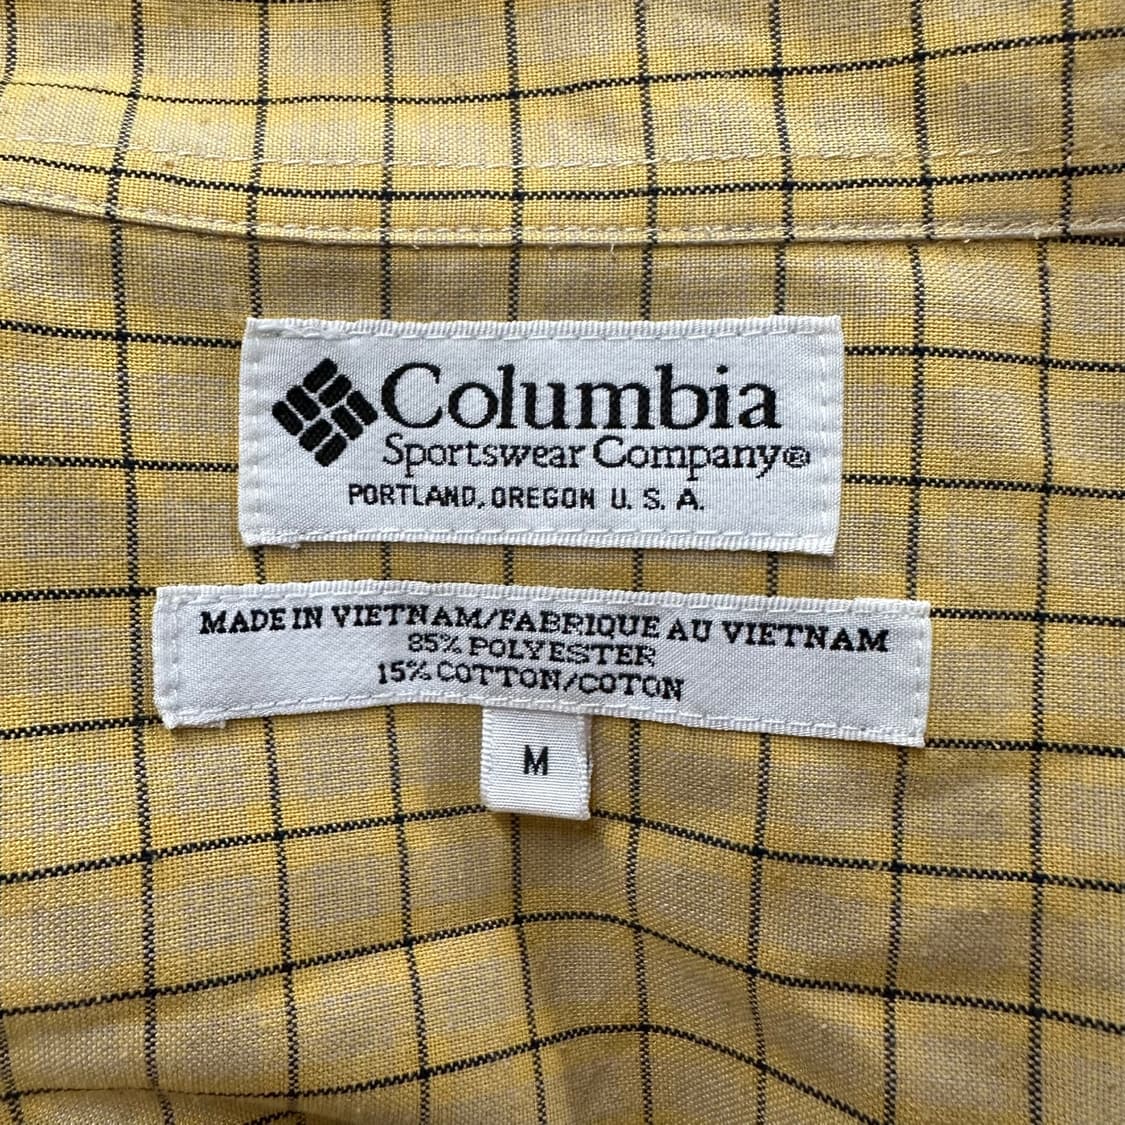 Columbia
Sportswear Company®
PORTLAND, OREGON U. S. A.
MADE IN VIETNAM/FABRIQUE AU VIETNAM
85% POLYESTER
15% COTTON/COTON
M